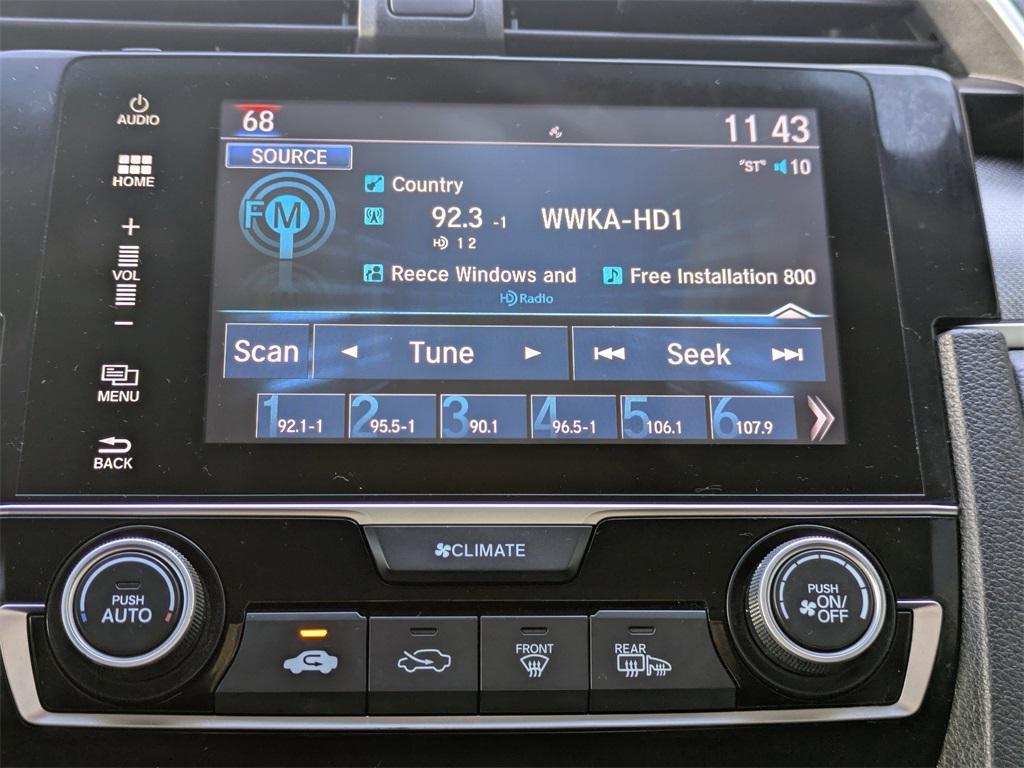 AUDIO
HOME
+
VOL
−
MENU
BACK
68
11 43
SOURCE
"ST" 10
FM
Country
92.3 -1 WWKA-HD1
HD 1 2
Reece Windows and Free Installation 800
HD Radio
Scan Tune Seek
1 92.1-1 2 95.5-1 3 90.1 4 96.5-1 5 106.1 6 107.9
CLIMATE
PUSH
AUTO
FRONT
REAR
PUSH
ON/
OFF